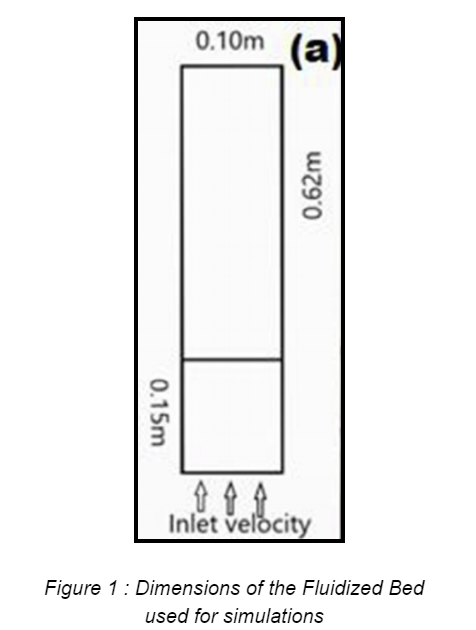 0.10m (a)
0.62m
0.15m
Inlet velocity
Figure 1 : Dimensions of the Fluidized Bed
used for simulations